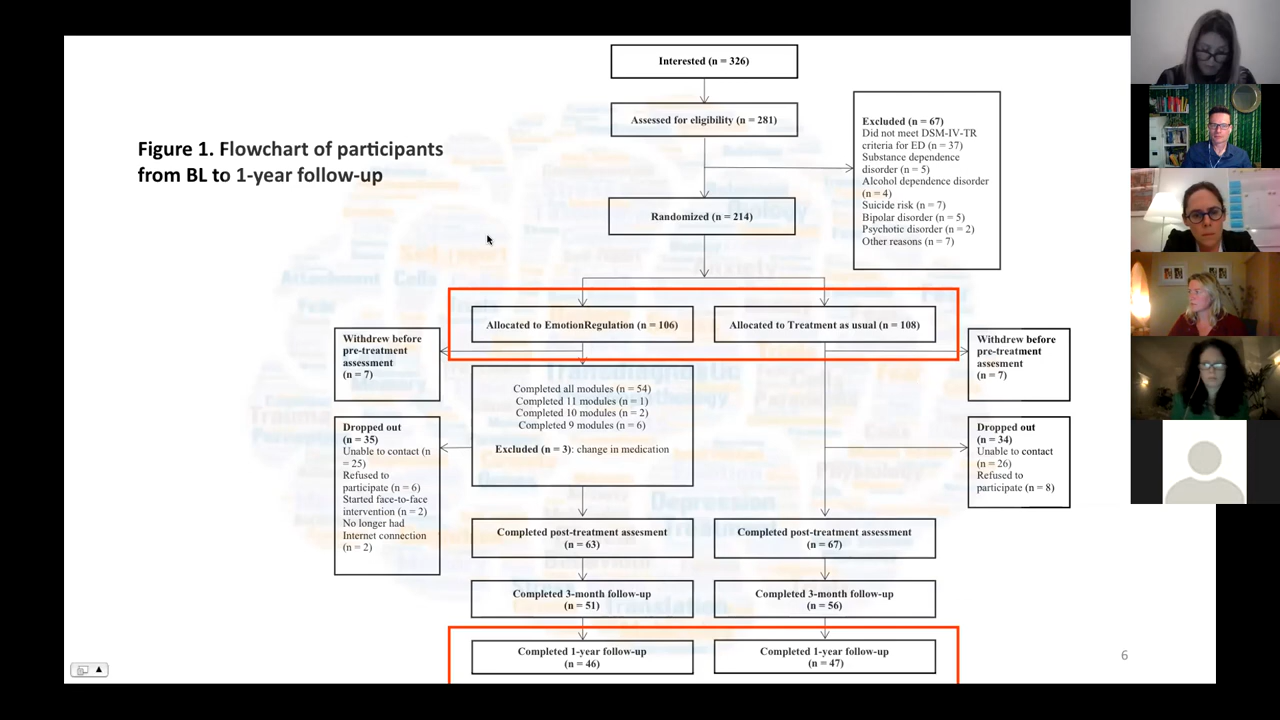 Interested (n = 326)
Assessed for eligibility (n = 281)
Figure 1. Flowchart of participants
from BL to 1-year follow-up
Excluded (n = 67)
Did not meet DSM-IV-TR
criteria for ED (n = 37)
Substance dependence
disorder (n = 5)
Alcohol dependence disorder
(n = 4)
Suicide risk (n = 7)
Bipolar disorder (n = 5)
Psychotic disorder (n = 2)
Other reasons (n = 7)
Randomized (n = 214)
Allocated to EmotionRegulation (n = 106)
Allocated to Treatment as usual (n = 108)
Withdrew before
pre-treatment
assessment
(n = 7)
Withdrew before
pre-treatment
assesment
(n = 7)
Completed all modules (n = 54)
Completed 11 modules (n = 1)
Completed 10 modules (n = 2)
Completed 9 modules (n = 6)
Excluded (n = 3): change in medication
Dropped out
(n = 35)
Unable to contact (n
= 25)
Refused to
participate (n = 6)
Started face-to-face
intervention (n = 2)
No longer had
Internet connection
(n = 2)
Dropped out
(n = 34)
Unable to contact
(n = 26)
Refused to
participate (n = 8)
Completed post-treatment assesment
(n = 63)
Completed post-treatment assessment
(n = 67)
Completed 3-month follow-up
(n = 51)
Completed 3-month follow-up
(n = 56)
Completed 1-year follow-up
(n = 46)
Completed 1-year follow-up
(n = 47)
6